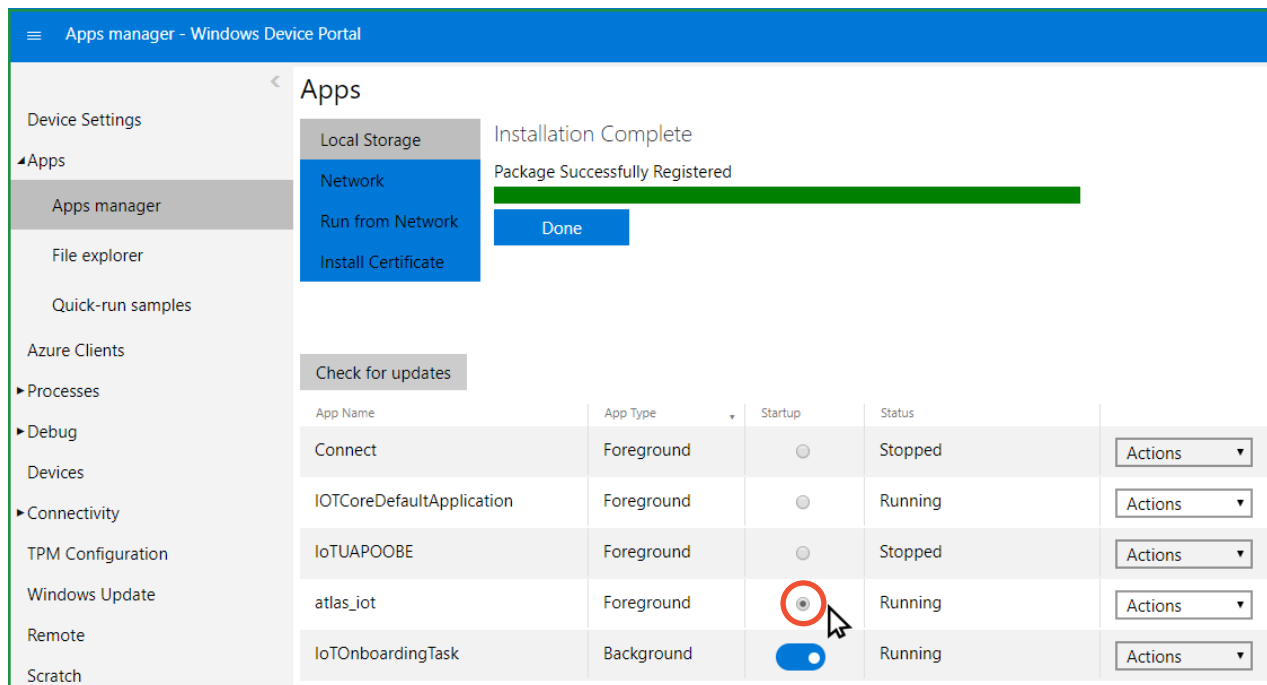 Apps manager - Windows Device Portal
Device Settings
Apps
Apps manager
File explorer
Quick-run samples
Azure Clients
Processes
Debug
Devices
Connectivity
TPM Configuration
Windows Update
Remote
Scratch
Apps
Local Storage
Network
Run from Network
Install Certificate
Installation Complete
Package Successfully Registered
Done
Check for updates
App Name App Type Startup Status
Connect Foreground Stopped Actions
IOTCoreDefaultApplication Foreground Running Actions
IoTUAPOOBE Foreground Stopped Actions
atlas_iot Foreground Running Actions
IoTOnboardingTask Background Running Actions